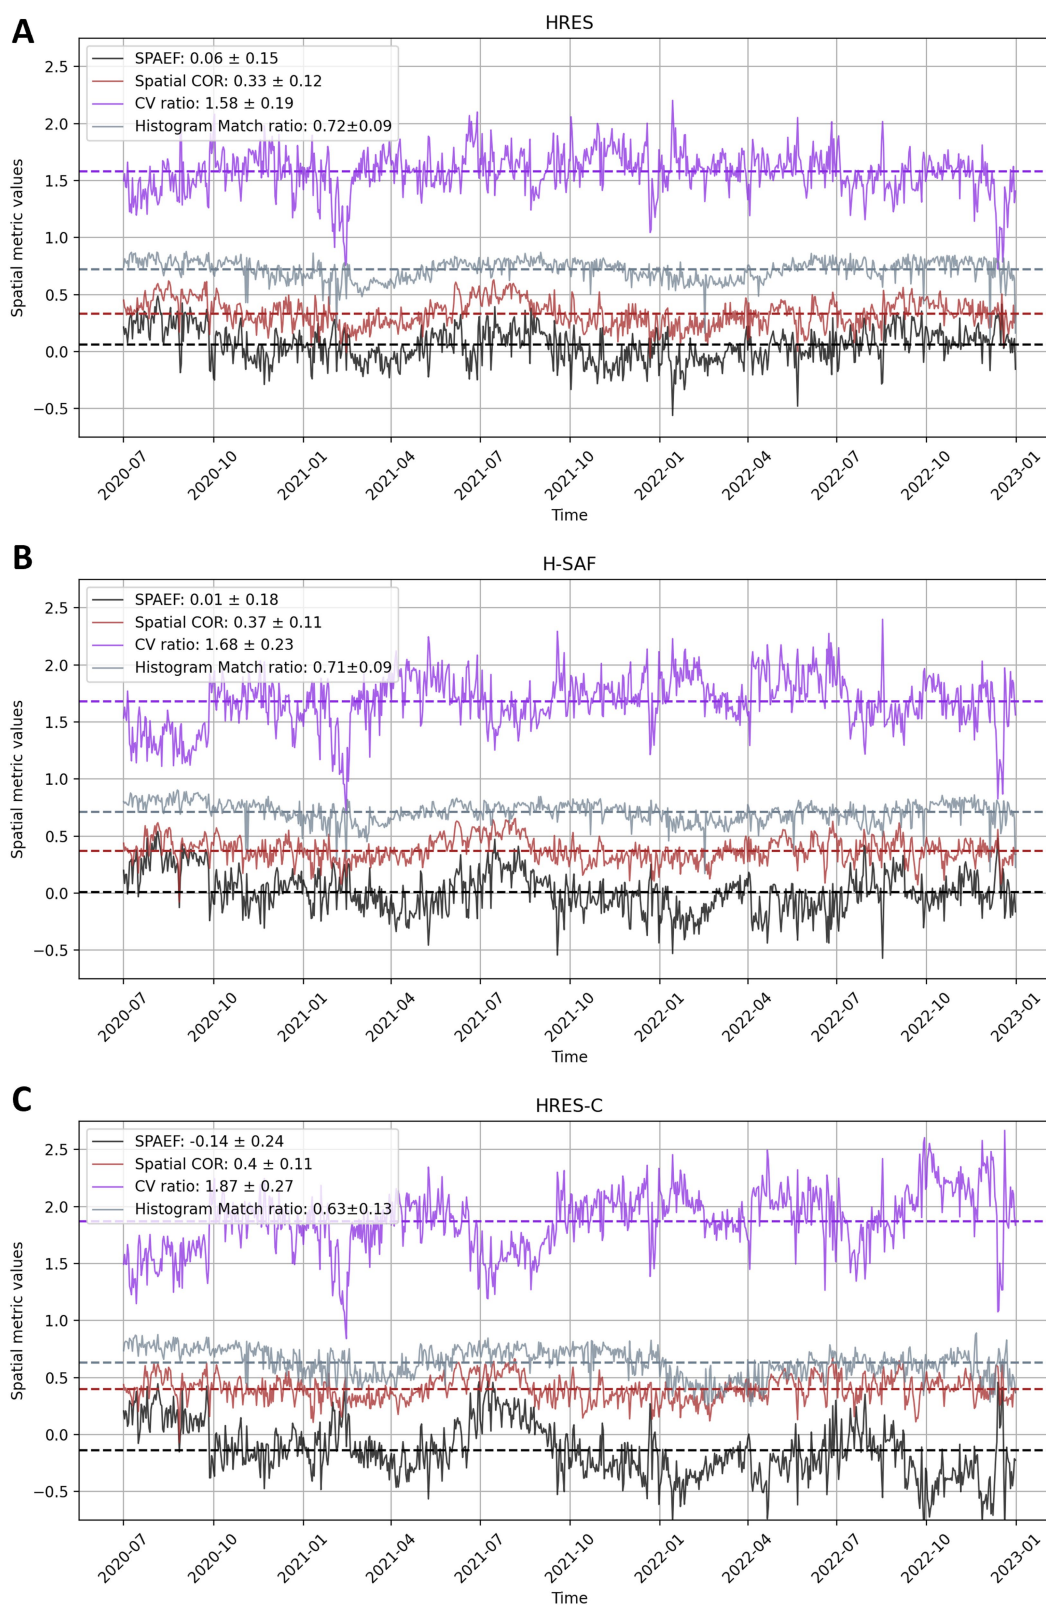 A
HRES
SPAEF: 0.06 ± 0.15
Spatial COR: 0.33 ± 0.12
CV ratio: 1.58 ± 0.19
Histogram Match ratio: 0.72±0.09
Spatial metric values
2.5
2.0
1.5
1.0
0.5
0.0
−0.5
2020-07
2020-10
2021-01
2021-04
2021-07
2021-10
2022-01
2022-04
2022-07
2022-10
2023-01
Time
B
H-SAF
SPAEF: 0.01 ± 0.18
Spatial COR: 0.37 ± 0.11
CV ratio: 1.68 ± 0.23
Histogram Match ratio: 0.71±0.09
Spatial metric values
2.5
2.0
1.5
1.0
0.5
0.0
−0.5
2020-07
2020-10
2021-01
2021-04
2021-07
2021-10
2022-01
2022-04
2022-07
2022-10
2023-01
Time
C
HRES-C
SPAEF: -0.14 ± 0.24
Spatial COR: 0.4 ± 0.11
CV ratio: 1.87 ± 0.27
Histogram Match ratio: 0.63±0.13
Spatial metric values
2.5
2.0
1.5
1.0
0.5
0.0
−0.5
2020-07
2020-10
2021-01
2021-04
2021-07
2021-10
2022-01
2022-04
2022-07
2022-10
2023-01
Time